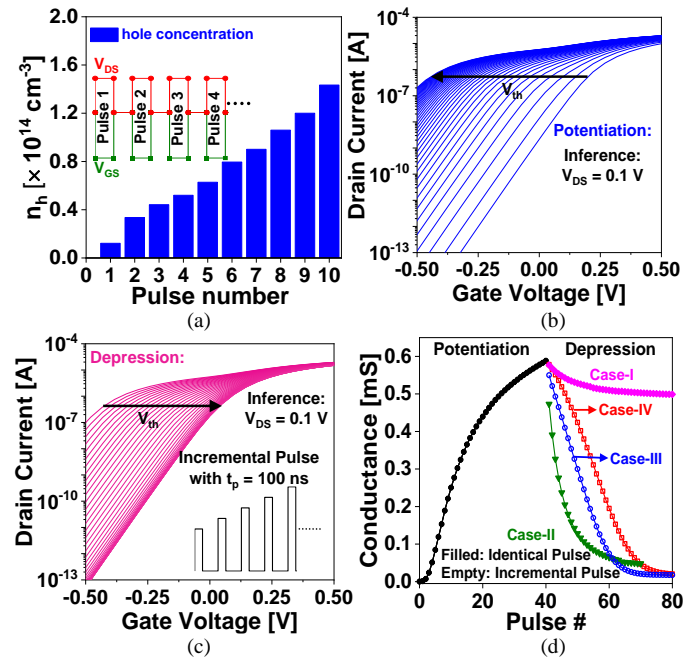 hole concentration
n_h [× 10^14 cm^-3]
1.6
1.2
0.8
0.4
0.0
V_DS
Pulse 1
Pulse 2
Pulse 3
Pulse 4
V_GS
0 1 2 3 4 5 6 7 8 9 10
Pulse number
(a)
Drain Current [A]
10^-4
10^-7
10^-10
10^-13
V_th
Potentiation:
Inference:
V_DS = 0.1 V
-0.50 -0.25 0.00 0.25 0.50
Gate Voltage [V]
(b)
Drain Current [A]
10^-4
10^-7
10^-10
10^-13
Depression:
Inference:
V_DS = 0.1 V
V_th
Incremental Pulse
with t_p = 100 ns
-0.50 -0.25 0.00 0.25 0.50
Gate Voltage [V]
(c)
Conductance [mS]
0.6
0.5
0.4
0.3
0.2
0.1
0.0
Potentiation Depression
Case-I
Case-IV
Case-III
Case-II
Filled: Identical Pulse
Empty: Incremental Pulse
0 20 40 60 80
Pulse #
(d)